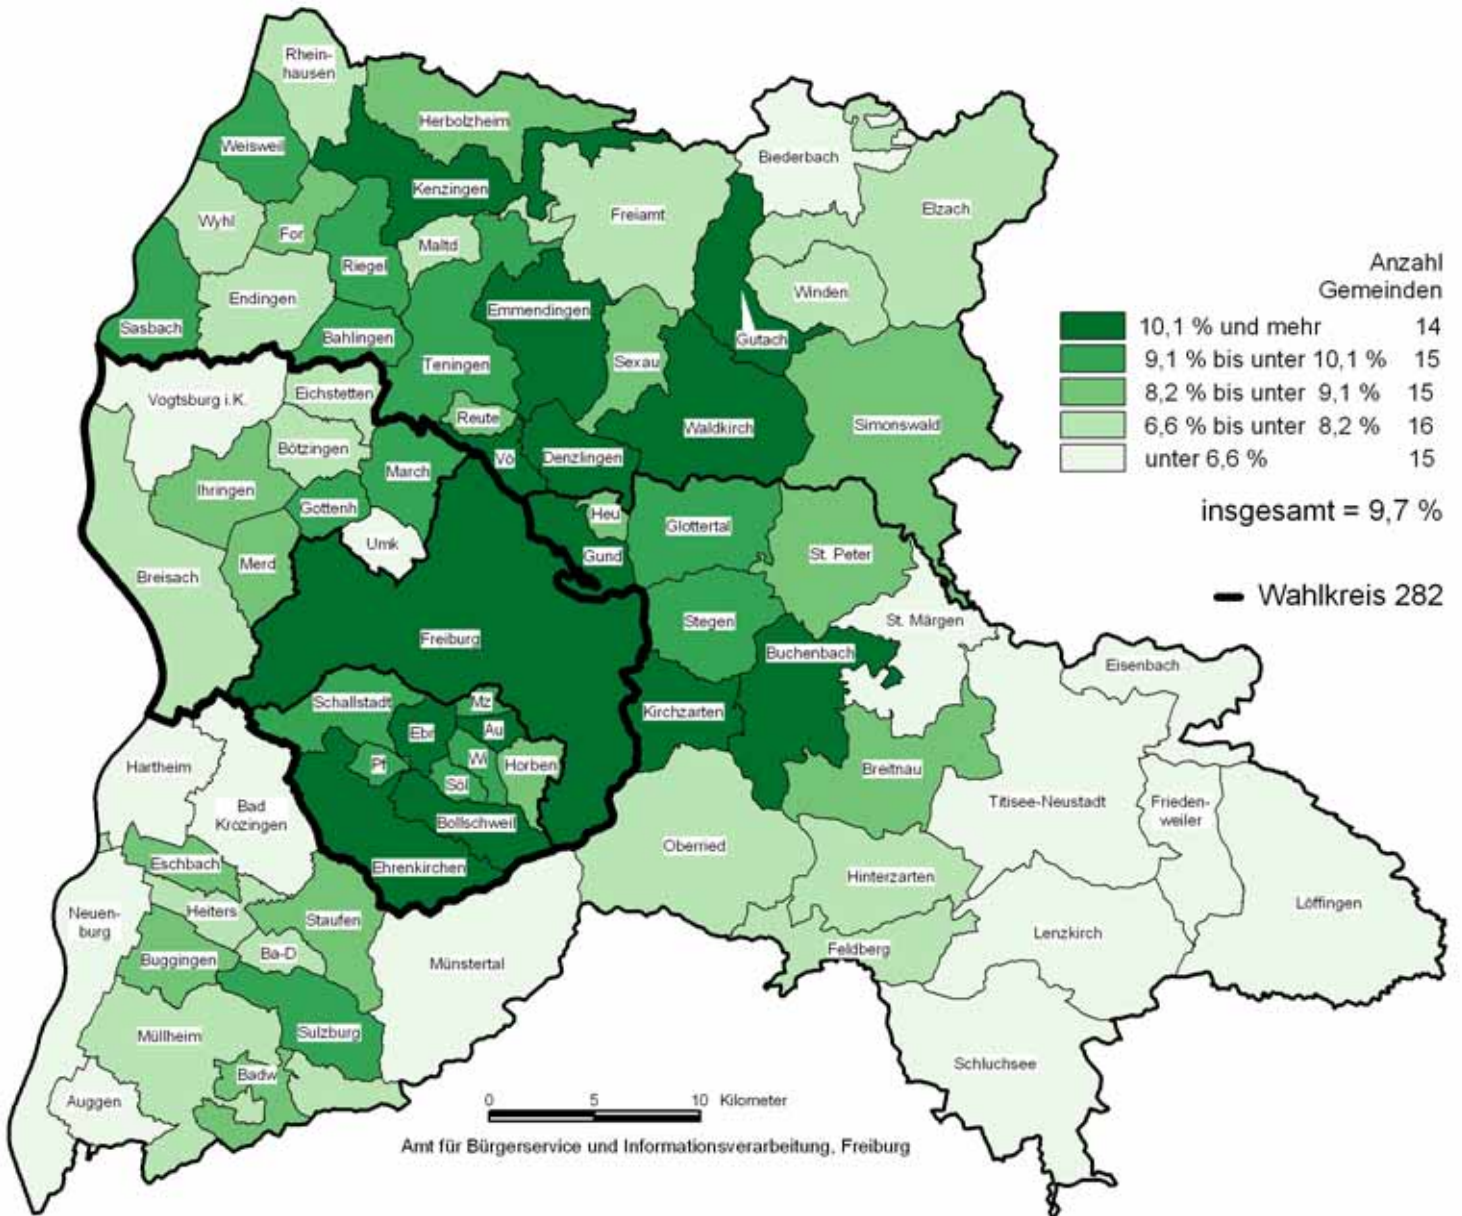 Rhein-
hausen
Herbolzheim
Weisweil
Biederbach
Kenzingen
Elzach
Wyhl
For
Freiamt
Maltd
Riegel
Endingen
Winden
Emmendingen
Sasbach
Bahlingen
Gutach
Teningen
Sexau
Vogtsburg i.K.
Eichstetten
Reute
Waldkirch
Simonswald
Bötzingen
Vö
Denzlingen
March
Ihringen
Gottenh
Heu
Glottertal
Umk
Gund
St. Peter
Merd
Breisach
Stegen
St. Märgen
Freiburg
Buchenbach
Eisenbach
Schallstadt
Mz
Kirchzarten
Ebr
Au
Pf
Wi
Horben
Hartheim
Breitnau
Söl
Titisee-Neustadt
Frieden-
weiler
Bad
Krozingen
Bollschweil
Oberried
Eschbach
Ehrenkirchen
Hinterzarten
Löffingen
Neuen-
burg
Heiters
Staufen
Lenzkirch
Feldberg
Buggingen
Ba-D
Münstertal
Müllheim
Sulzburg
Schluchsee
Badw
Auggen
Anzahl
Gemeinden
10,1 % und mehr 14
9,1 % bis unter 10,1 % 15
8,2 % bis unter 9,1 % 15
6,6 % bis unter 8,2 % 16
unter 6,6 % 15
insgesamt = 9,7 %
Wahlkreis 282
0 5 10 Kilometer
Amt für Bürgerservice und Informationsverarbeitung, Freiburg